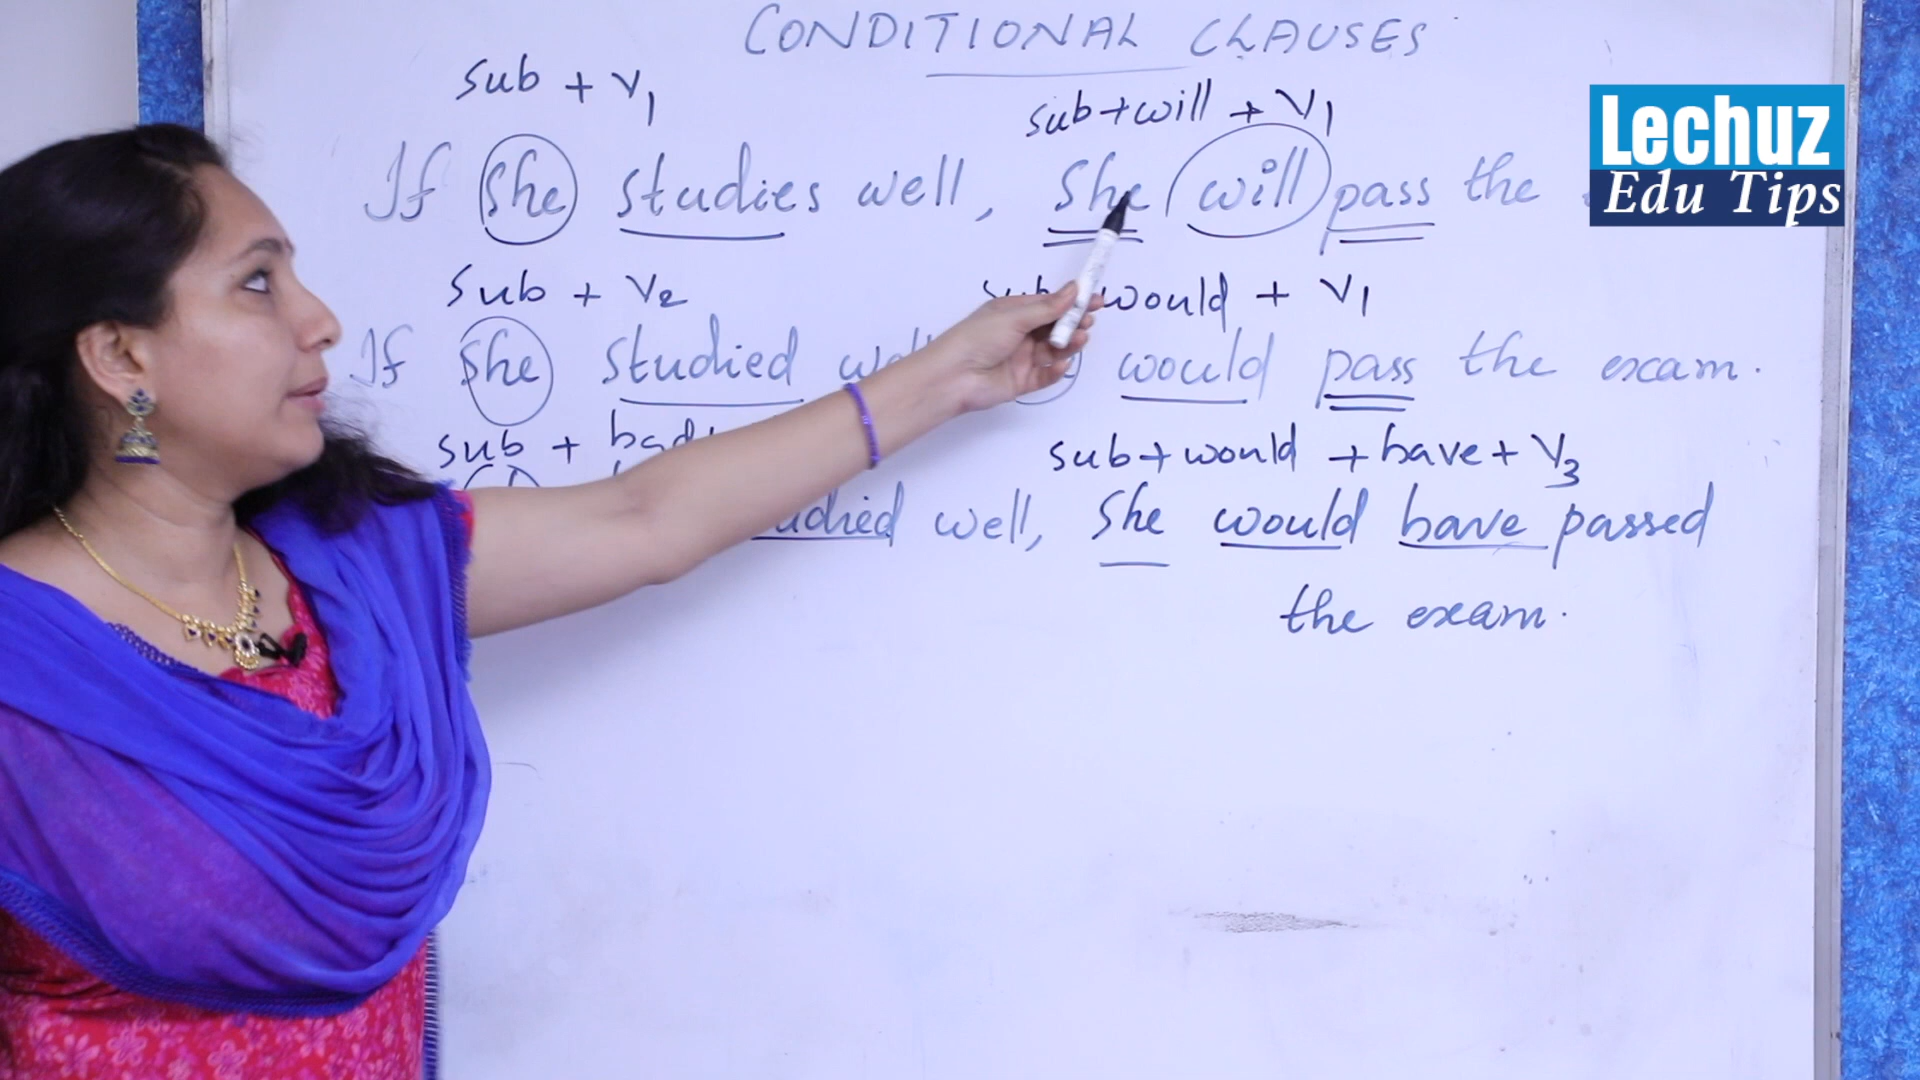 CONDITIONAL CLAUSES
sub + V1
sub+will + V1
If she studies well, She will pass the
Lechuz
Edu Tips
sub + V2
would + V1
If she studied would pass the exam.
sub +
sub+would +have+ V3
well, She would have passed
the exam.